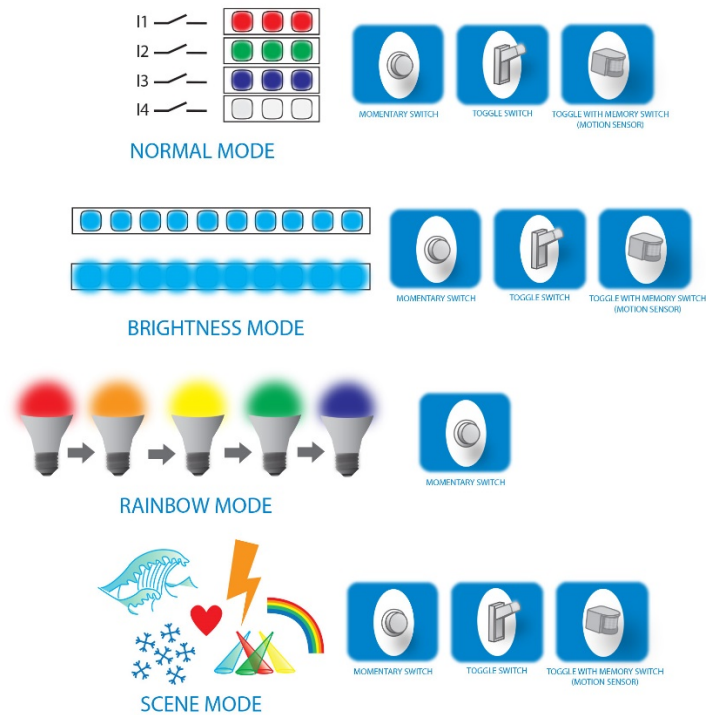 I1
I2
I3
I4
MOMENTARY SWITCH
TOGGLE SWITCH
TOGGLE WITH MEMORY SWITCH
(MOTION SENSOR)
NORMAL MODE
MOMENTARY SWITCH
TOGGLE SWITCH
TOGGLE WITH MEMORY SWITCH
(MOTION SENSOR)
BRIGHTNESS MODE
MOMENTARY SWITCH
RAINBOW MODE
MOMENTARY SWITCH
TOGGLE SWITCH
TOGGLE WITH MEMORY SWITCH
(MOTION SENSOR)
SCENE MODE